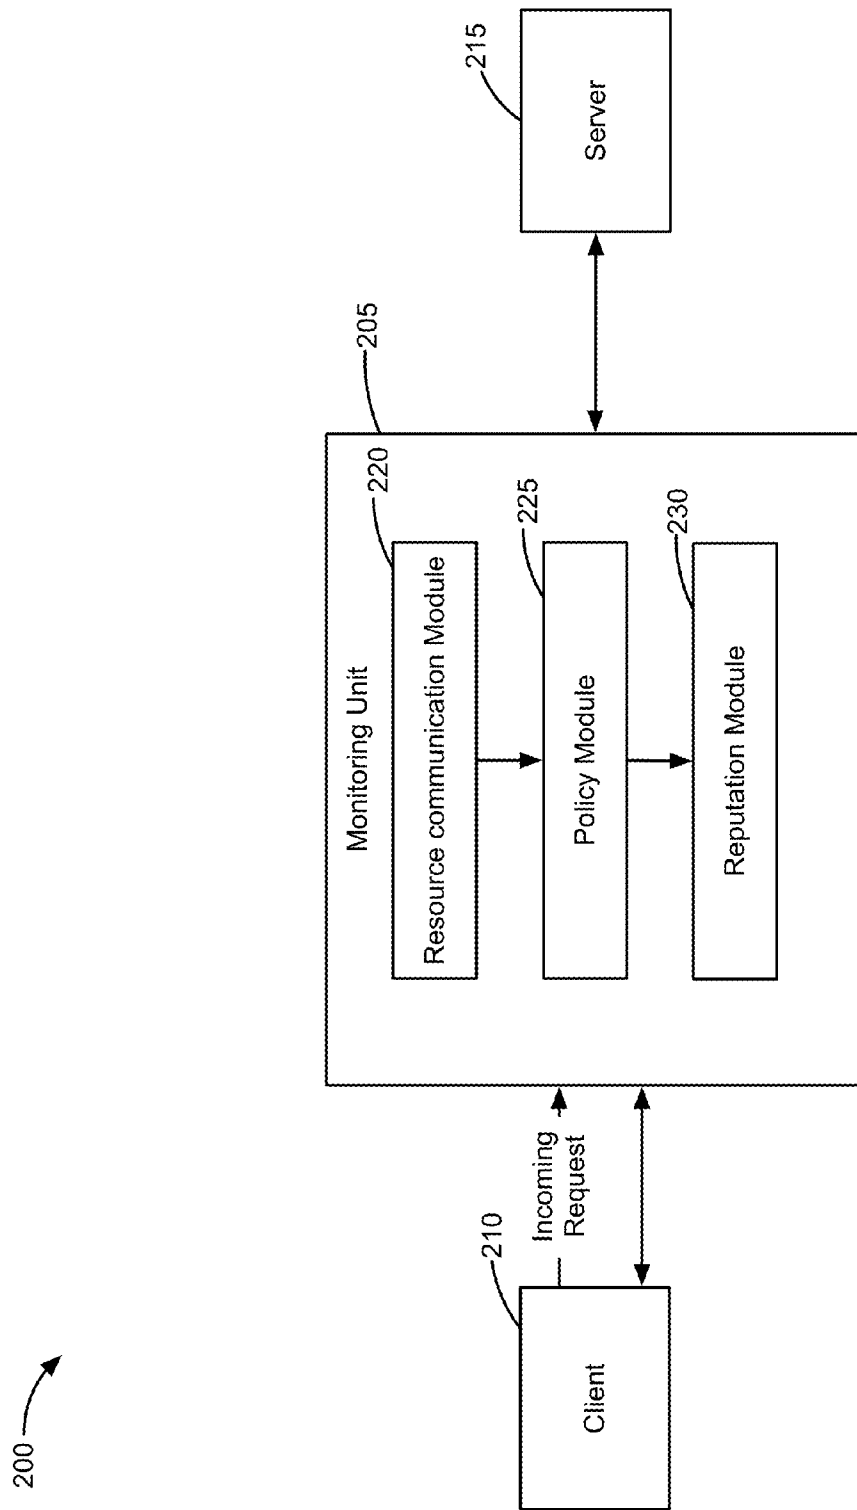 200
Client
210
Incoming
Request
Monitoring Unit
205
Resource communication Module
220
Policy Module
225
Reputation Module
230
Server
215